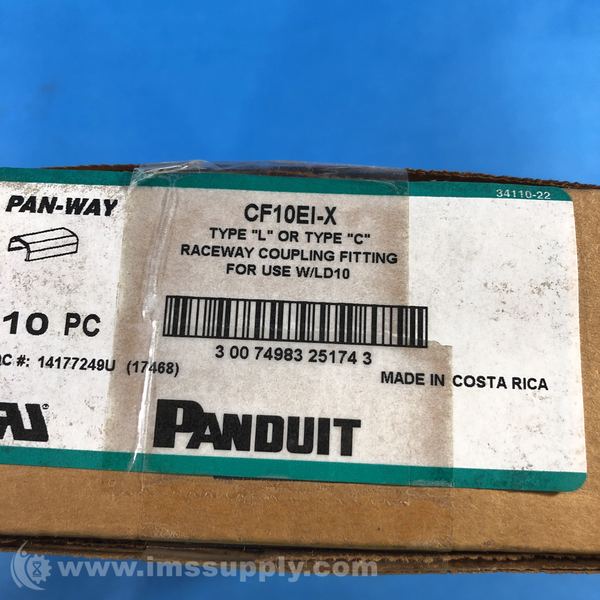 34110-22
PAN-WAY
CF10EI-X
TYPE "L" OR TYPE "C"
RACEWAY COUPLING FITTING
FOR USE W/LD10
10 PC
3 00 74983 25174 3
QC #: 14177249U (17468)
MADE IN COSTA RICA
PANDUIT
www.imssupply.com/